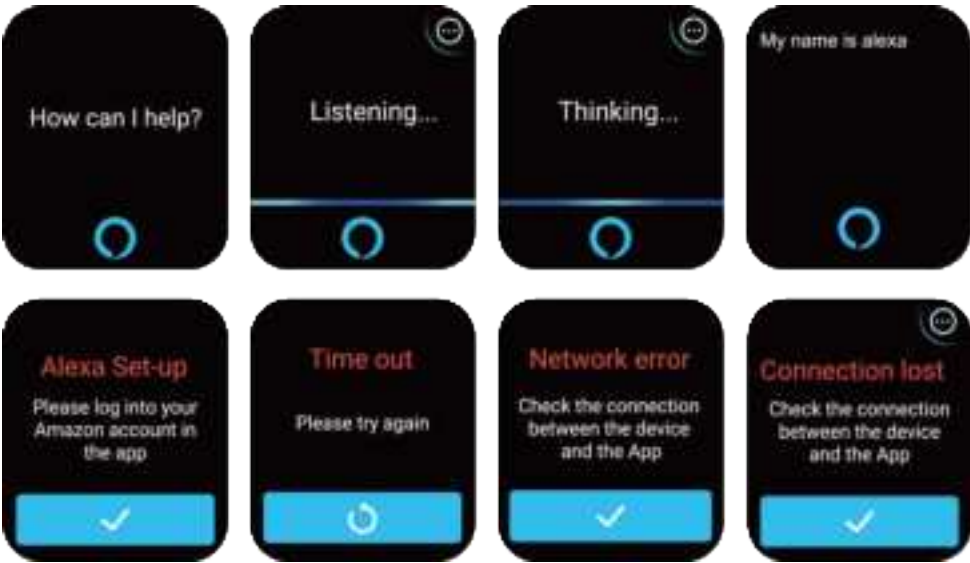 How can I help?
Listening...
Thinking...
My name is alexa
Alexa Set-up
Please log into your
Amazon account in
the app
Time out
Please try again
Network error
Check the connection
between the device
and the App
Connection lost
Check the connection
between the device
and the App